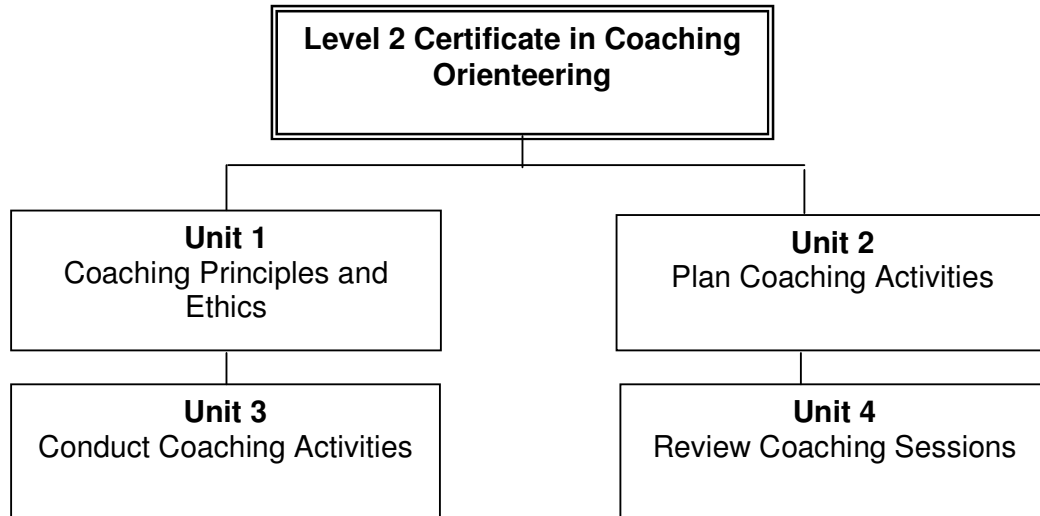 Level 2 Certificate in Coaching
Orienteering
Unit 1
Coaching Principles and
Ethics
Unit 2
Plan Coaching Activities
Unit 3
Conduct Coaching Activities
Unit 4
Review Coaching Sessions